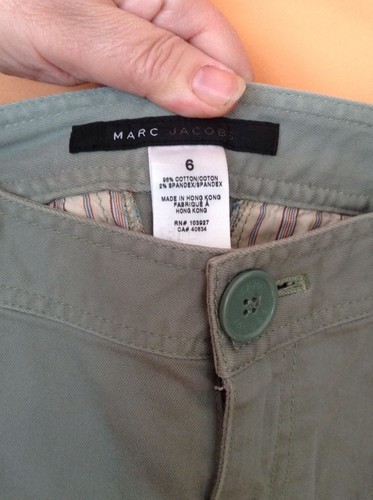 MARC JACOBS
6
98% COTTON/COTON
2% SPANDEX/SPANDEX
MADE IN HONG KONG
FABRIQUÉ À
HONG KONG
RN# 103927
CA# 40834